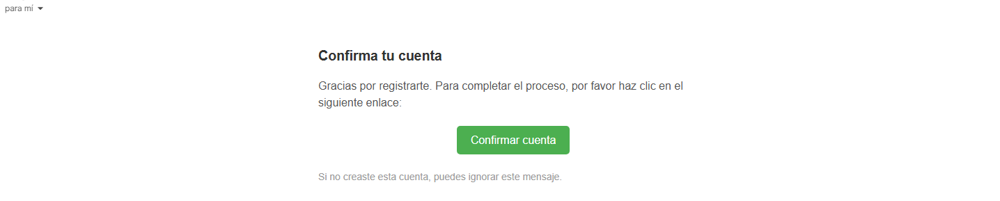 para mí
Confirma tu cuenta
Gracias por registrarte. Para completar el proceso, por favor haz clic en el
siguiente enlace:
Confirmar cuenta
Si no creaste esta cuenta, puedes ignorar este mensaje.